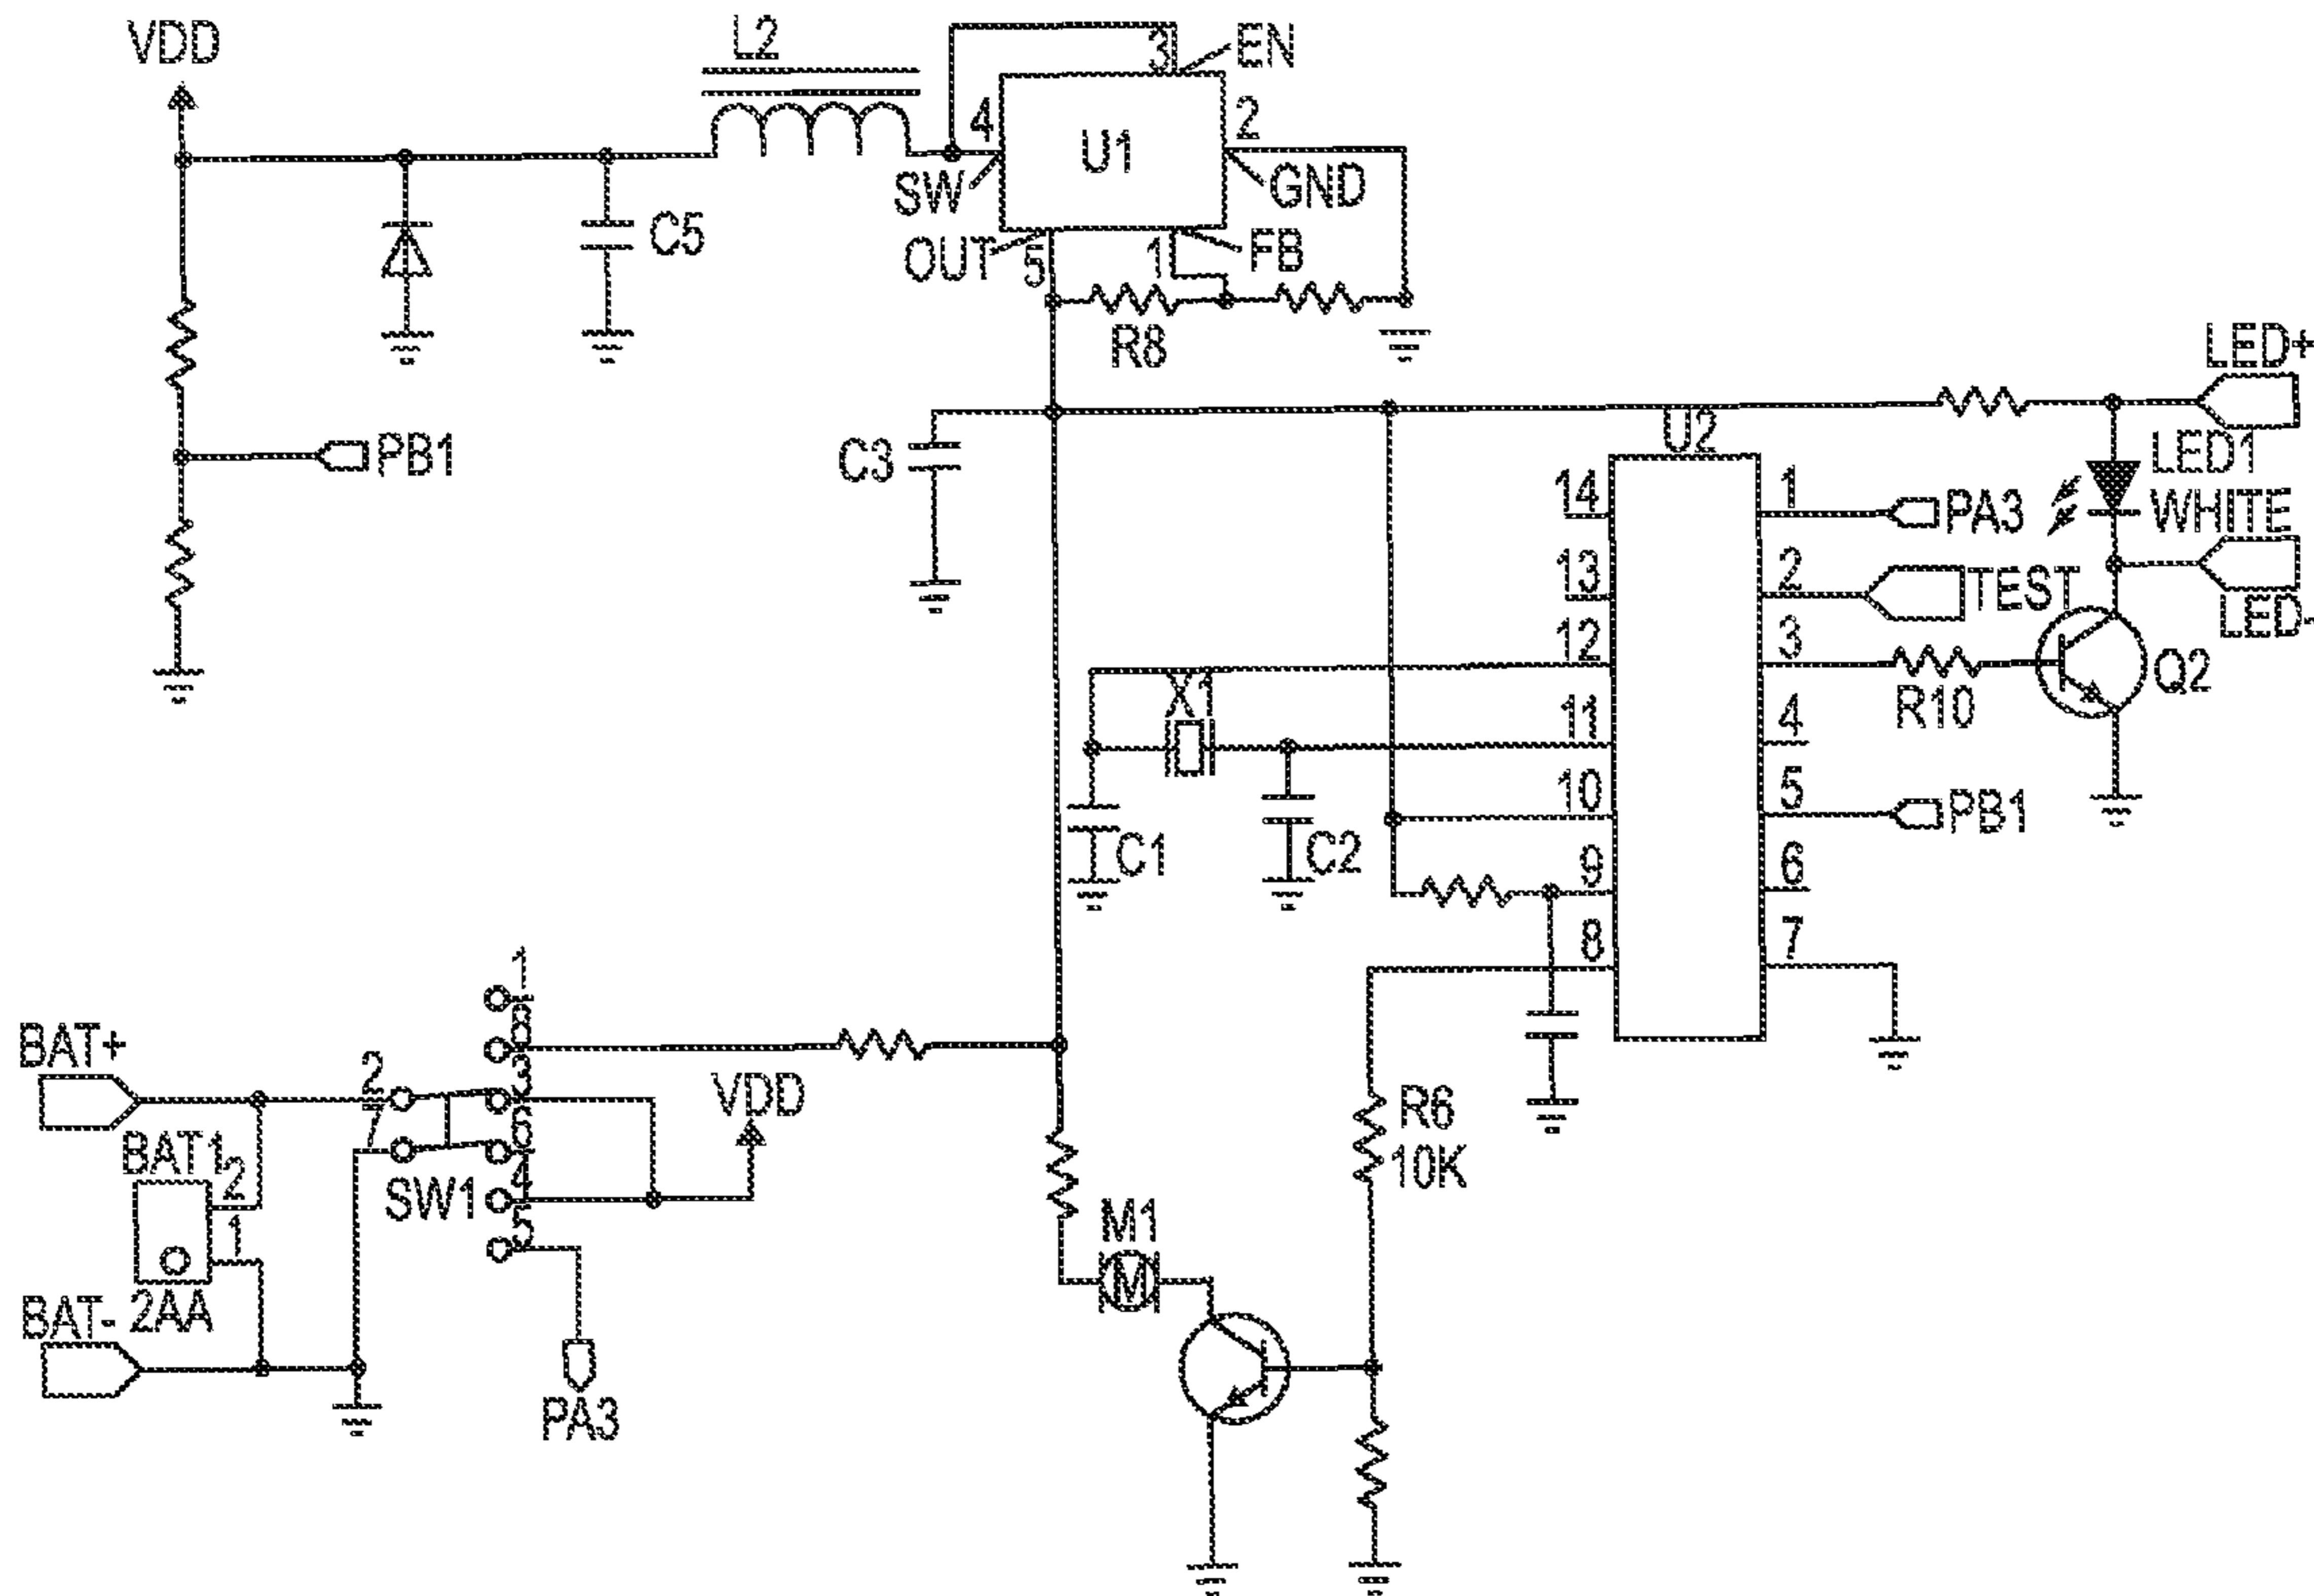 VDD
L2
3
EN
4
U1
2
SW
GND
OUT
5
1
FB
C5
R8
LED+
PB1
C3
U2
LED1
WHITE
14
1
PA3
13
2
TEST
LED-
12
3
X1
R10
Q2
11
4
10
5
PB1
C1
C2
9
6
8
7
1
8
BAT+
2
3
VDD
7
6
R6
10K
BAT1
2
4
SW1
1
5
M1
M
2AA
BAT-
PA3